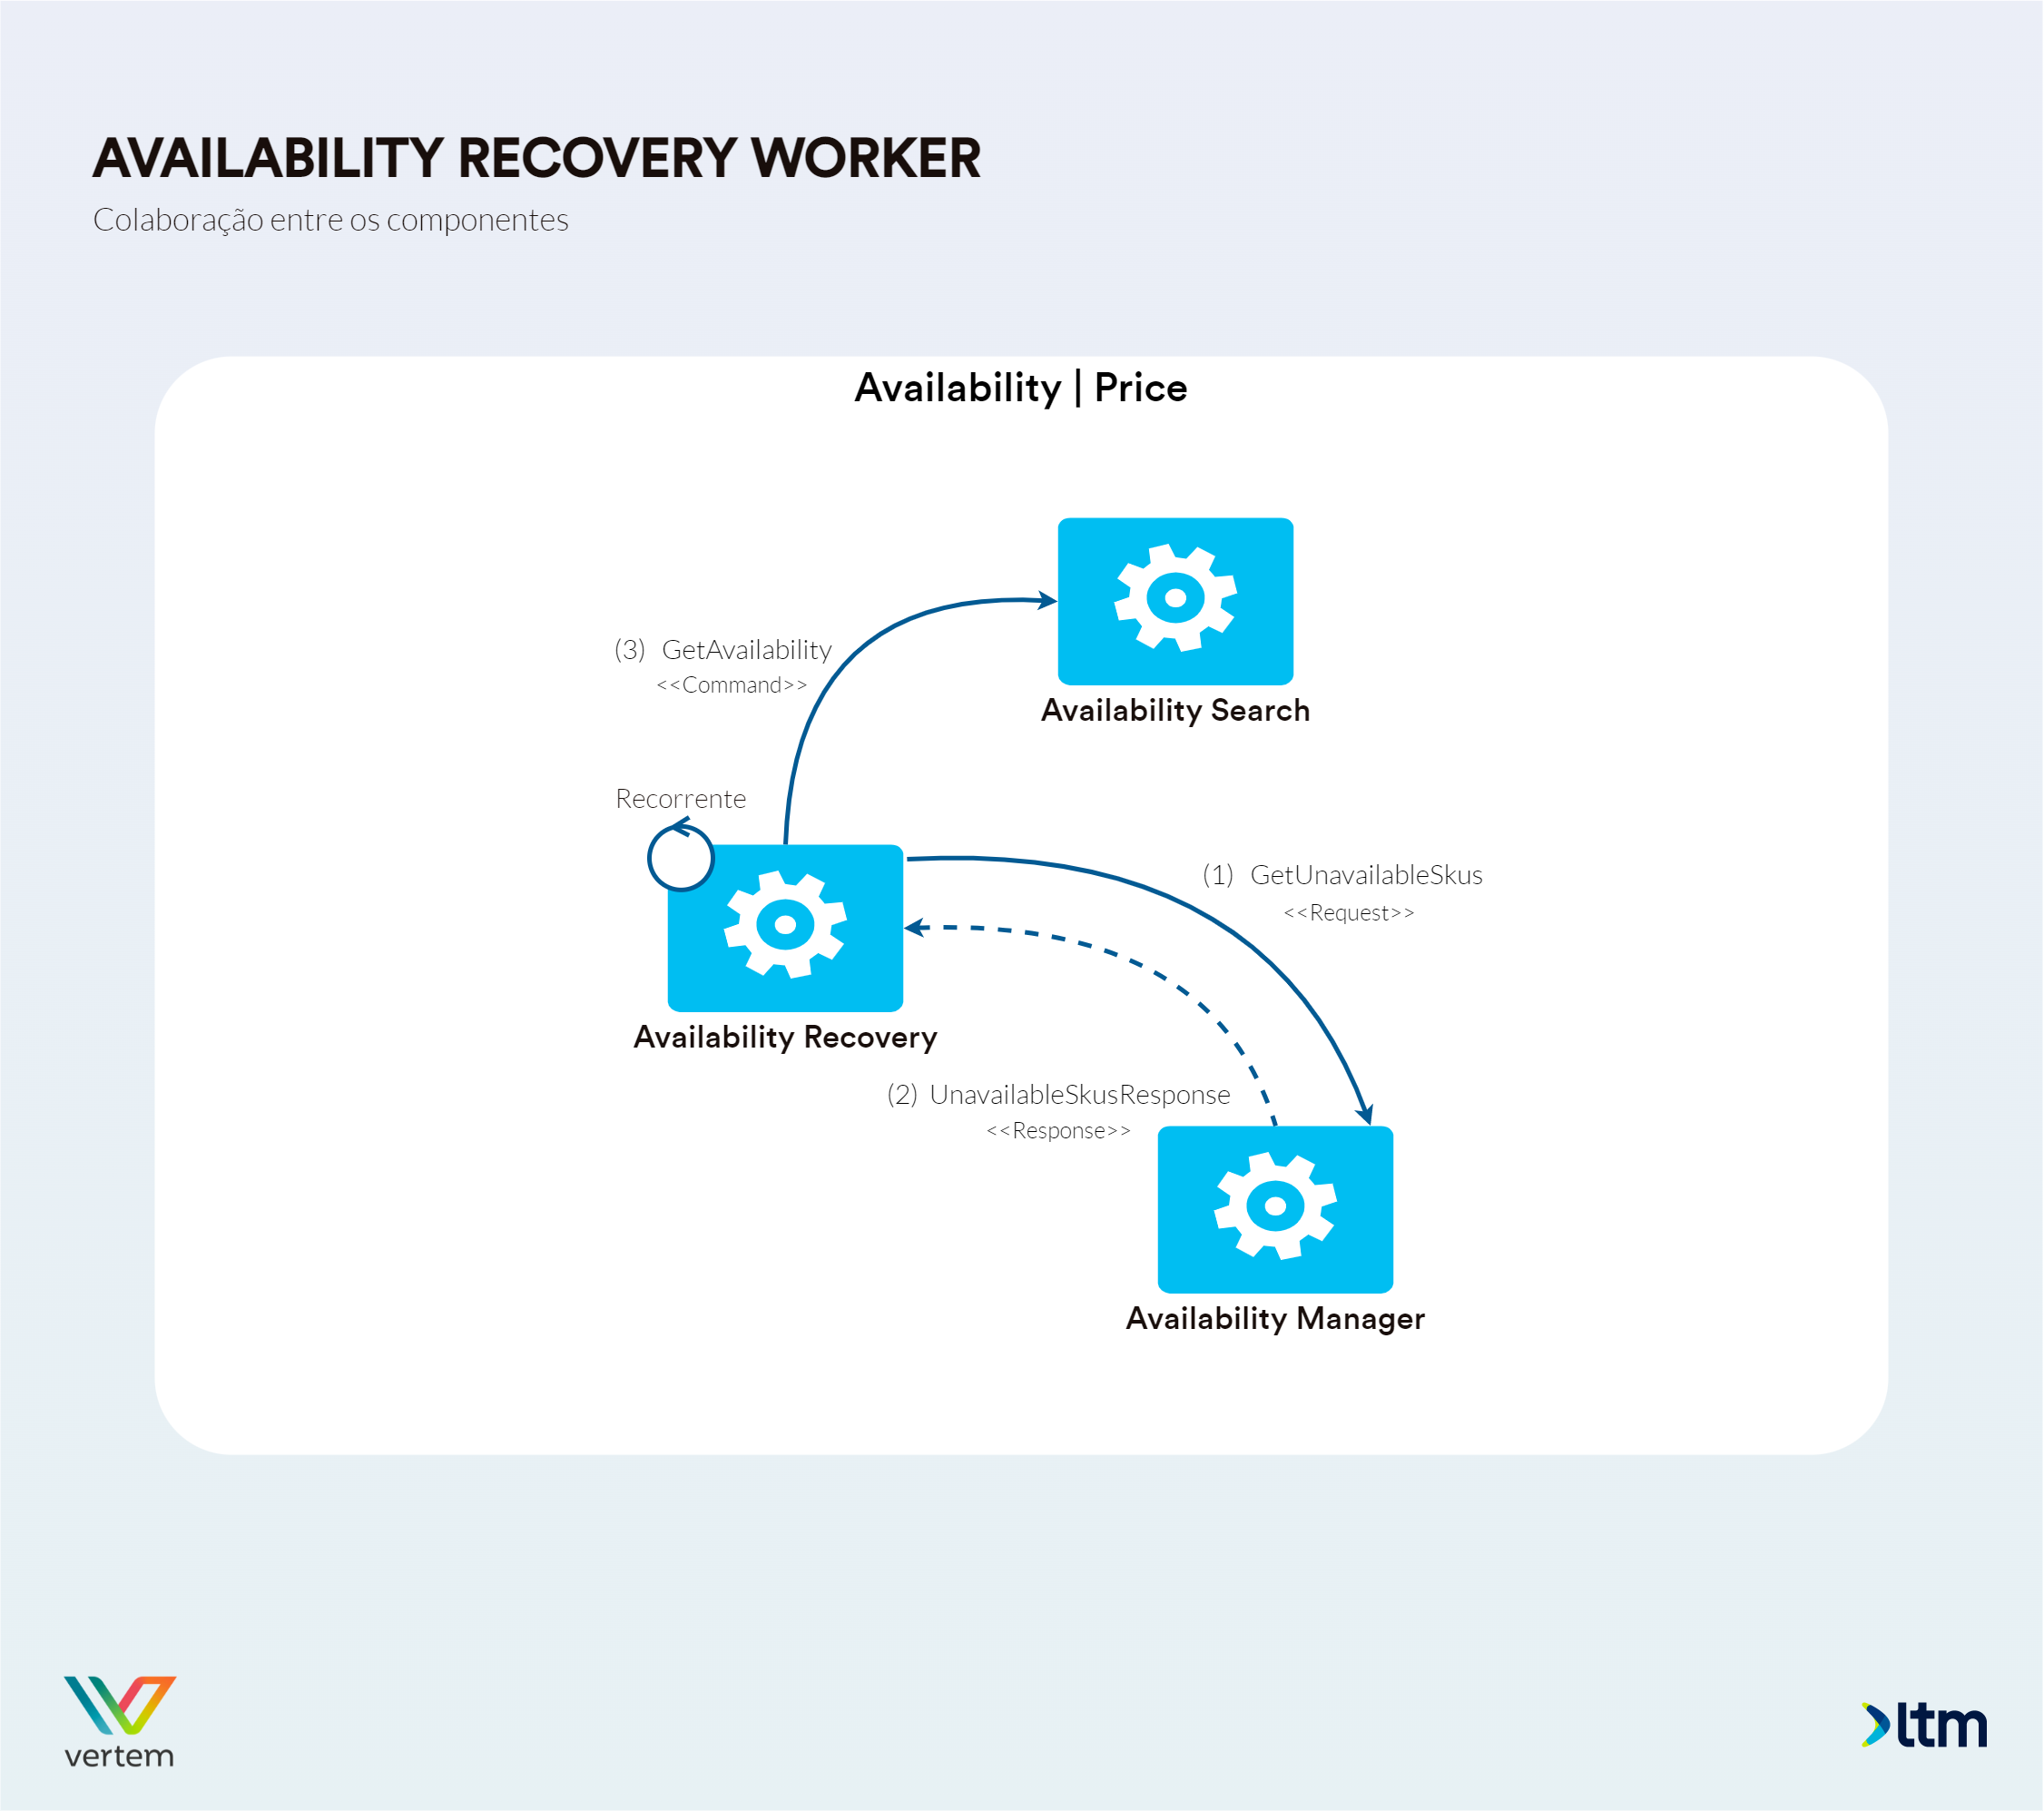 AVAILABILITY RECOVERY WORKER
Colaboração entre os componentes
Availability | Price
Availability Search
(3) GetAvailability
<<Command>>
Recorrente
Availability Recovery
(1) GetUnavailableSkus
<<Request>>
(2) UnavailableSkusResponse
<<Response>>
Availability Manager
vertem
ltm